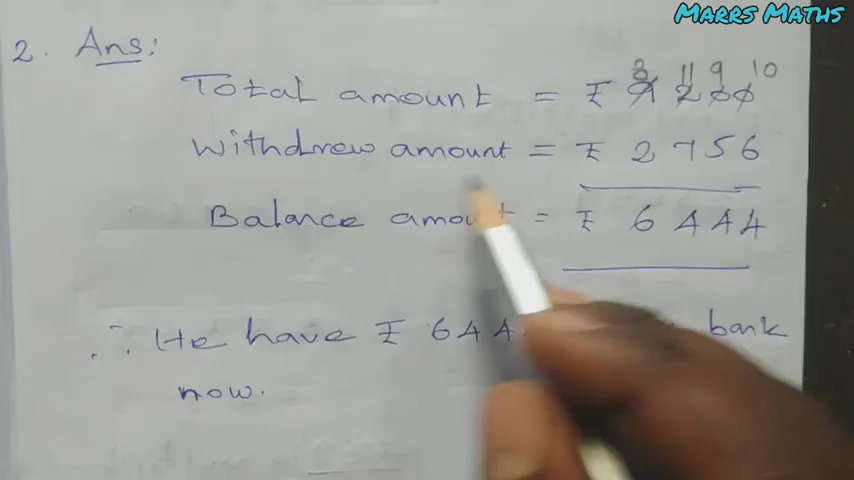 MARRS MATHS
2. Ans:
8 11 9 10
Total amount = ₹ 9200
Withdrew amount = ₹ 2756
Balance = ₹ 6444
∴ He have ₹ 644 bank
now.